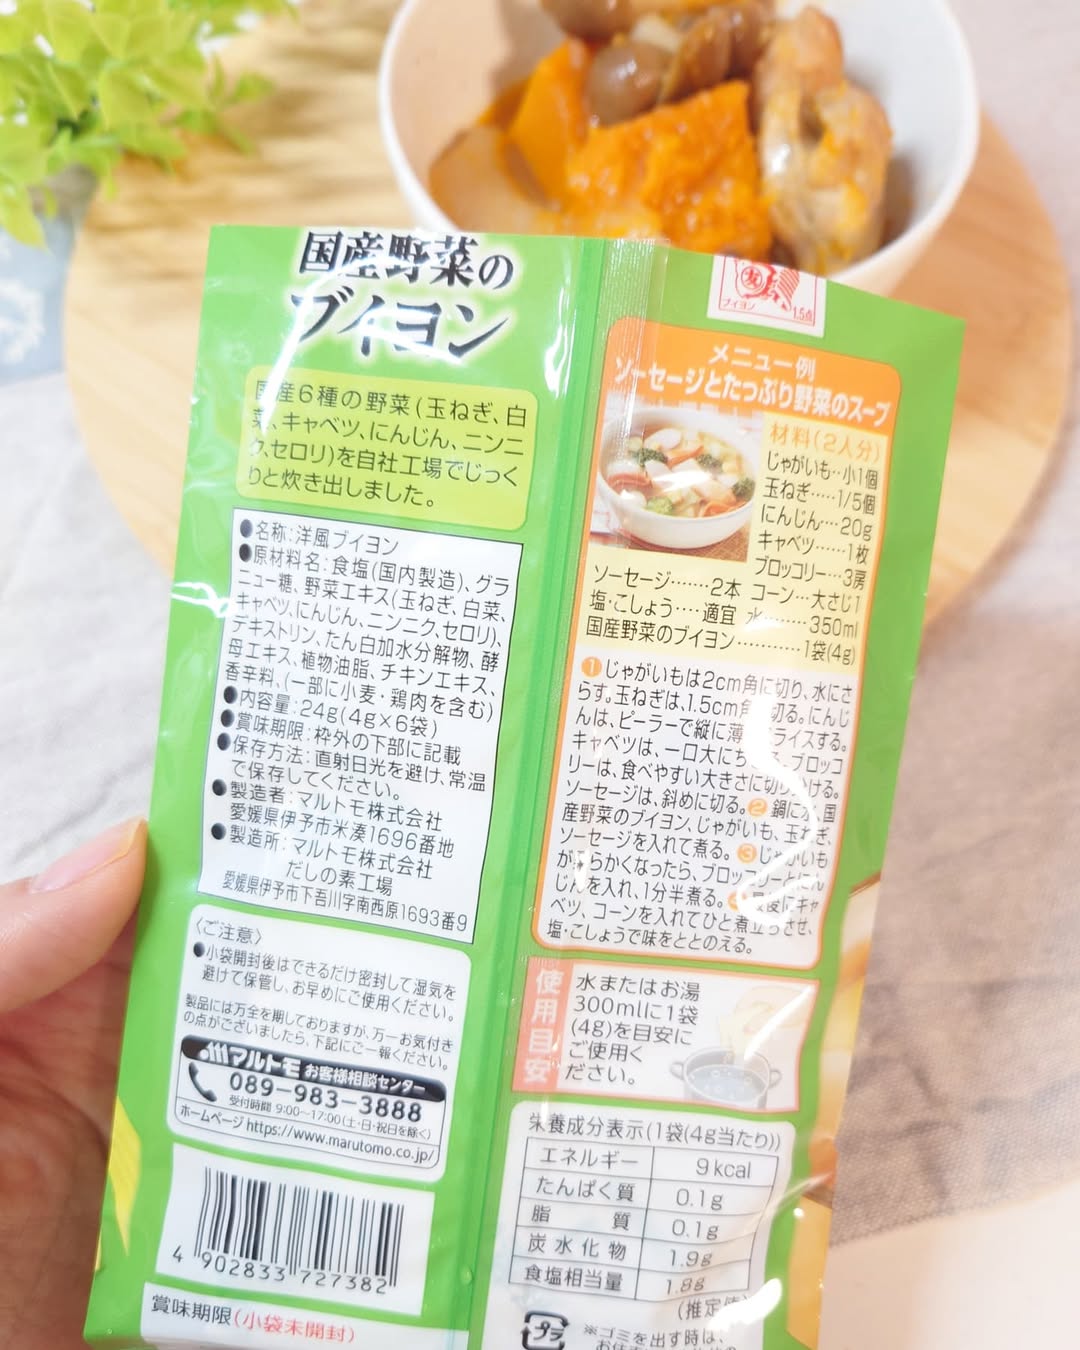 国産野菜の
ブイヨン
国産6種の野菜(玉ねぎ、白
菜、キャベツ、にんじん、ニンニ
ク、セロリ)を自社工場でじっく
りと炊き出しました。
●名称:洋風ブイヨン
●原材料名:食塩(国内製造)、グラ
ニュー糖、野菜エキス(玉ねぎ、白菜、
キャベツ、にんじん、ニンニク、セロリ)、
デキストリン、たん白加水分解物、酵
母エキス、植物油脂、チキンエキス、
香辛料、(一部に小麦・鶏肉を含む)
●内容量:24g(4g×6袋)
●賞味期限:枠外の下部に記載
●保存方法:直射日光を避け、常温
で保存してください。
●製造者:マルトモ株式会社
愛媛県伊予市米湊1696番地
●製造所:マルトモ株式会社
だしの素工場
愛媛県伊予市下吾川字南西原1693番9
〈ご注意〉
●小袋開封後はできるだけ密封して湿気を
避けて保管し、お早めにご使用ください。
製品には万全を期しておりますが、万一お気付き
の点がございましたら、下記にご一報ください。
マルトモ お客様相談センター
089-983-3888
受付時間 9:00〜17:00(土・日・祝日を除く)
ホームページ https://www.marutomo.co.jp/
4 902833 727382
賞味期限(小袋未開封)
友
ブイヨン 1.5点
メニュー例
ソーセージとたっぷり野菜のスープ
材料(2人分)
じゃがいも‥小1個
玉ねぎ‥‥‥1/5個
にんじん‥‥20g
キャベツ‥‥‥1枚
ブロッコリー‥‥3房
ソーセージ‥‥‥‥2本 コーン‥‥大さじ1
塩・こしょう‥‥適宜 水‥‥‥‥350ml
国産野菜のブイヨン‥‥‥‥‥‥1袋(4g)
①じゃがいもは2cm角に切り、水にさ
らす。玉ねぎは、1.5cm角 切る。にんじ
んは、ピーラーで縦に薄 ライスする。
キャベツは、一口大にち 。ブロッコ
リーは、食べやすい大きさに切り ける。
ソーセージは、斜めに切る。②鍋に水、国
産野菜のブイヨン、じゃがいも、玉ねぎ、
ソーセージを入れて煮る。③じゃがいも
が らかくなったら、ブロッコリーとにん
じんを入れ、1分半煮る。④最後にキャ
ベツ、コーンを入れてひと煮立ちさせ、
塩・こしょうで味をととのえる。
使用目安
水またはお湯
300mlに1袋
(4g)を目安に
ご使用く
ださい。
栄養成分表示(1袋(4g当たり))
エネルギー 9kcal
たんぱく質 0.1g
脂質 0.1g
炭水化物 1.9g
食塩相当量 1.8g
(推定値)
プラ
※ゴミを出す時は、